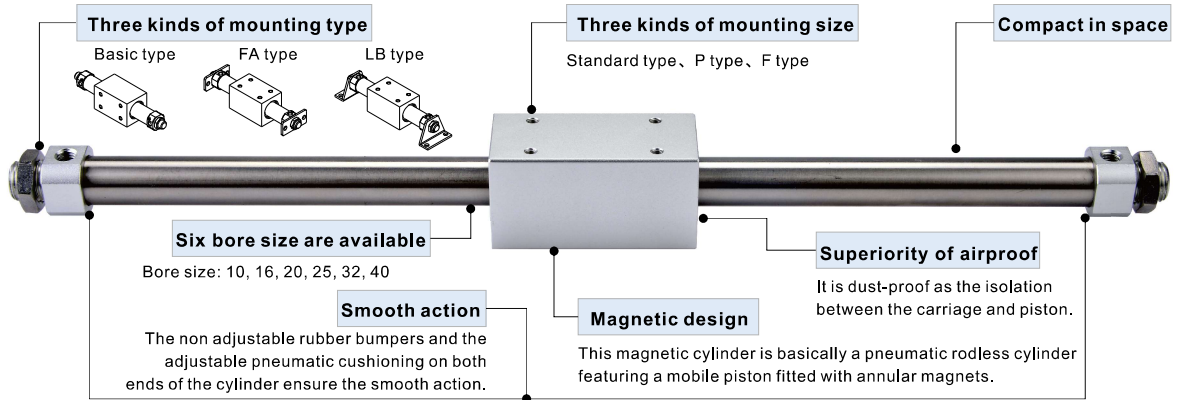 Three kinds of mounting type
Basic type
FA type
LB type
Three kinds of mounting size
Standard type、P type、F type
Compact in space
Six bore size are available
Bore size: 10, 16, 20, 25, 32, 40
Superiority of airproof
It is dust-proof as the isolation
between the carriage and piston.
Smooth action
The non adjustable rubber bumpers and the
adjustable pneumatic cushioning on both
ends of the cylinder ensure the smooth action.
Magnetic design
This magnetic cylinder is basically a pneumatic rodless cylinder
featuring a mobile piston fitted with annular magnets.